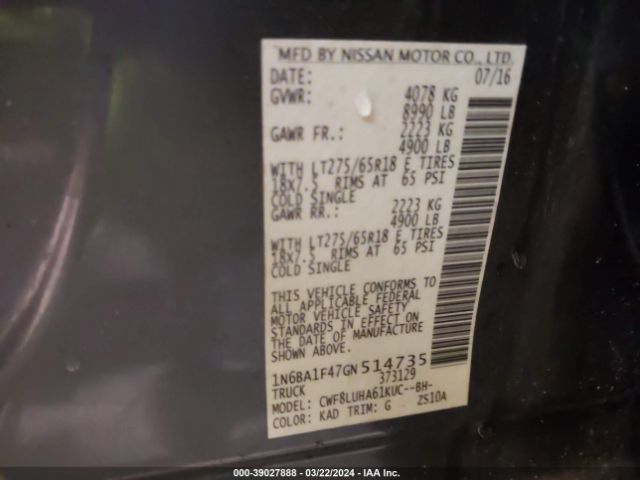 MFD BY NISSAN MOTOR CO., LTD.
DATE: 07/16
GVWR: 4078 KG
8990 LB
GAWR FR.: 2223 KG
4900 LB
WITH LT275/65R18 E TIRES
18x7.5 RIMS AT 65 PSI
COLD SINGLE
GAWR RR.: 2223 KG
4900 LB
WITH LT275/65R18 E TIRES
18x7.5 RIMS AT 65 PSI
COLD SINGLE
THIS VEHICLE CONFORMS TO
ALL APPLICABLE FEDERAL
MOTOR VEHICLE SAFETY
STANDARDS IN EFFECT ON
THE DATE OF MANUFACTURE
SHOWN ABOVE.
1N6BA1F47GN514735
TRUCK 373129
MODEL: CWF8LUHA61KUC--BH-
COLOR: KAD TRIM: G ZS10A
000-39027888 - 03/22/2024 - IAA Inc.